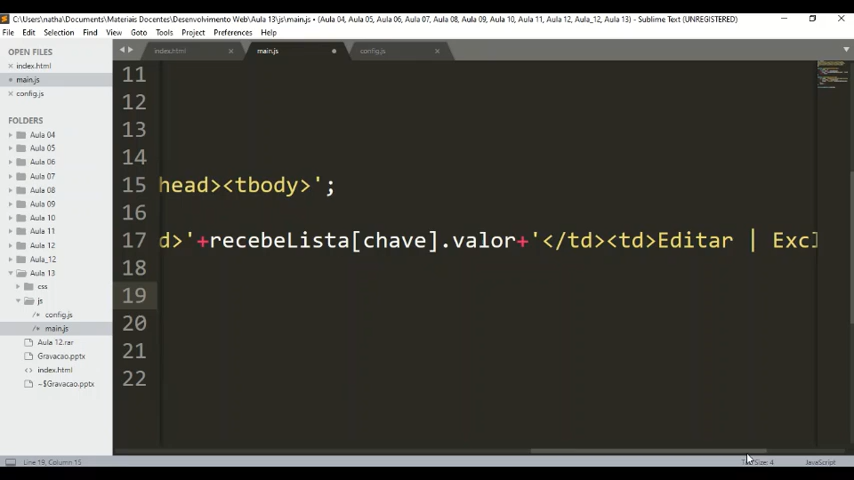 C:\Users\natha\Documents\Materiais Docentes\Desenvolvimento Web\Aula 13\js\main.js • (Aula 04, Aula 05, Aula 06, Aula 07, Aula 08, Aula 09, Aula 10, Aula 11, Aula 12, Aula_12, Aula 13) - Sublime Text (UNREGISTERED)
File Edit Selection Find View Goto Tools Project Preferences Help
OPEN FILES
index.html
main.js
config.js
FOLDERS
Aula 04
Aula 05
Aula 06
Aula 07
Aula 08
Aula 09
Aula 10
Aula 11
Aula 12
Aula_12
Aula 13
css
js
config.js
main.js
Aula 12.rar
Gravacao.pptx
index.html
~$Gravacao.pptx
index.html main.js config.js
11
12
13
14
15 head><tbody>';
16
17 d>'+recebeLista[chave].valor+'</td><td>Editar | Excl
18
19
20
21
22
Line 19, Column 15 Size: 4 JavaScript